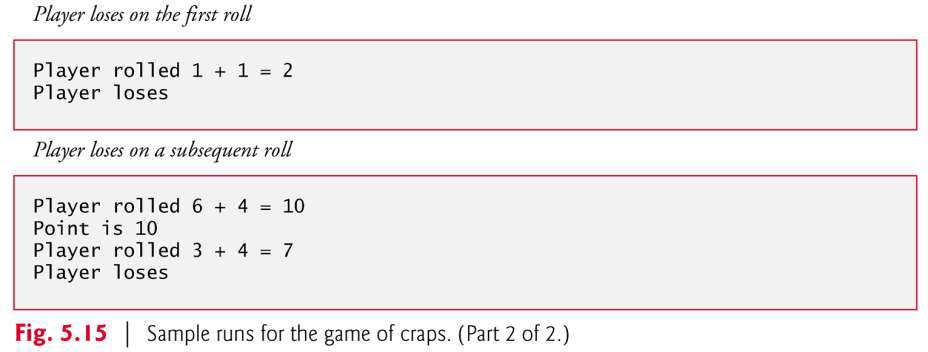 Player loses on the first roll
Player rolled 1 + 1 = 2
Player loses
Player loses on a subsequent roll
Player rolled 6 + 4 = 10
Point is 10
Player rolled 3 + 4 = 7
Player loses
Fig. 5.15 | Sample runs for the game of craps. (Part 2 of 2.)